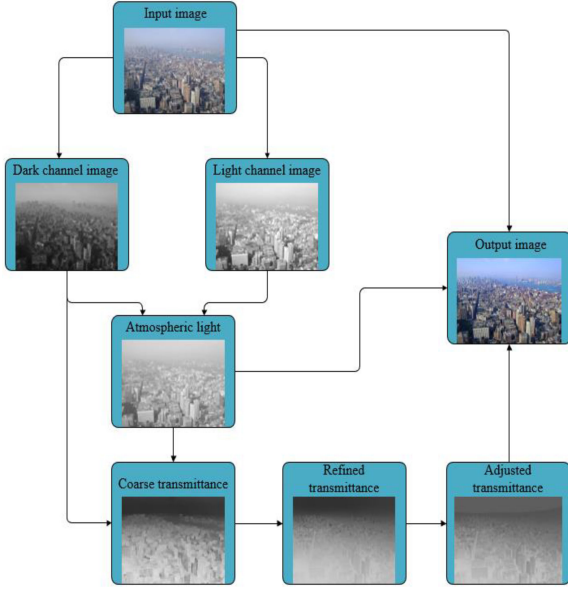 Input image
Dark channel image
Light channel image
Output image
Atmospheric light
Coarse transmittance
Refined
transmittance
Adjusted
transmittance